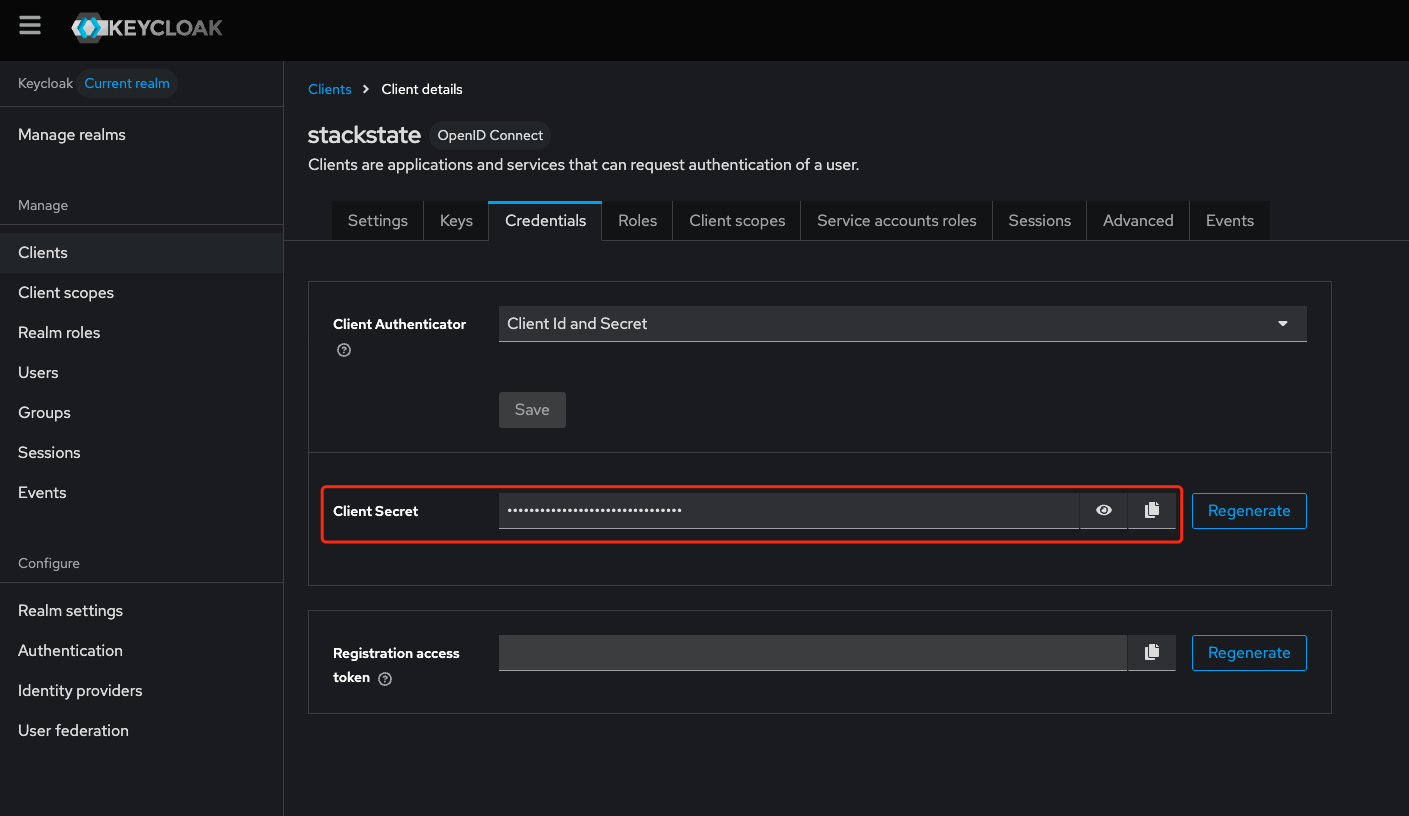 KEYCLOAK
Keycloak Current realm
Manage realms
Manage
Clients
Client scopes
Realm roles
Users
Groups
Sessions
Events
Configure
Realm settings
Authentication
Identity providers
User federation
Clients > Client details
stackstate OpenID Connect
Clients are applications and services that can request authentication of a user.
Settings Keys Credentials Roles Client scopes Service accounts roles Sessions Advanced Events
Client Authenticator
Client Id and Secret
Save
Client Secret
••••••••••••••••••••••••••••••••
Regenerate
Registration access
token
Regenerate